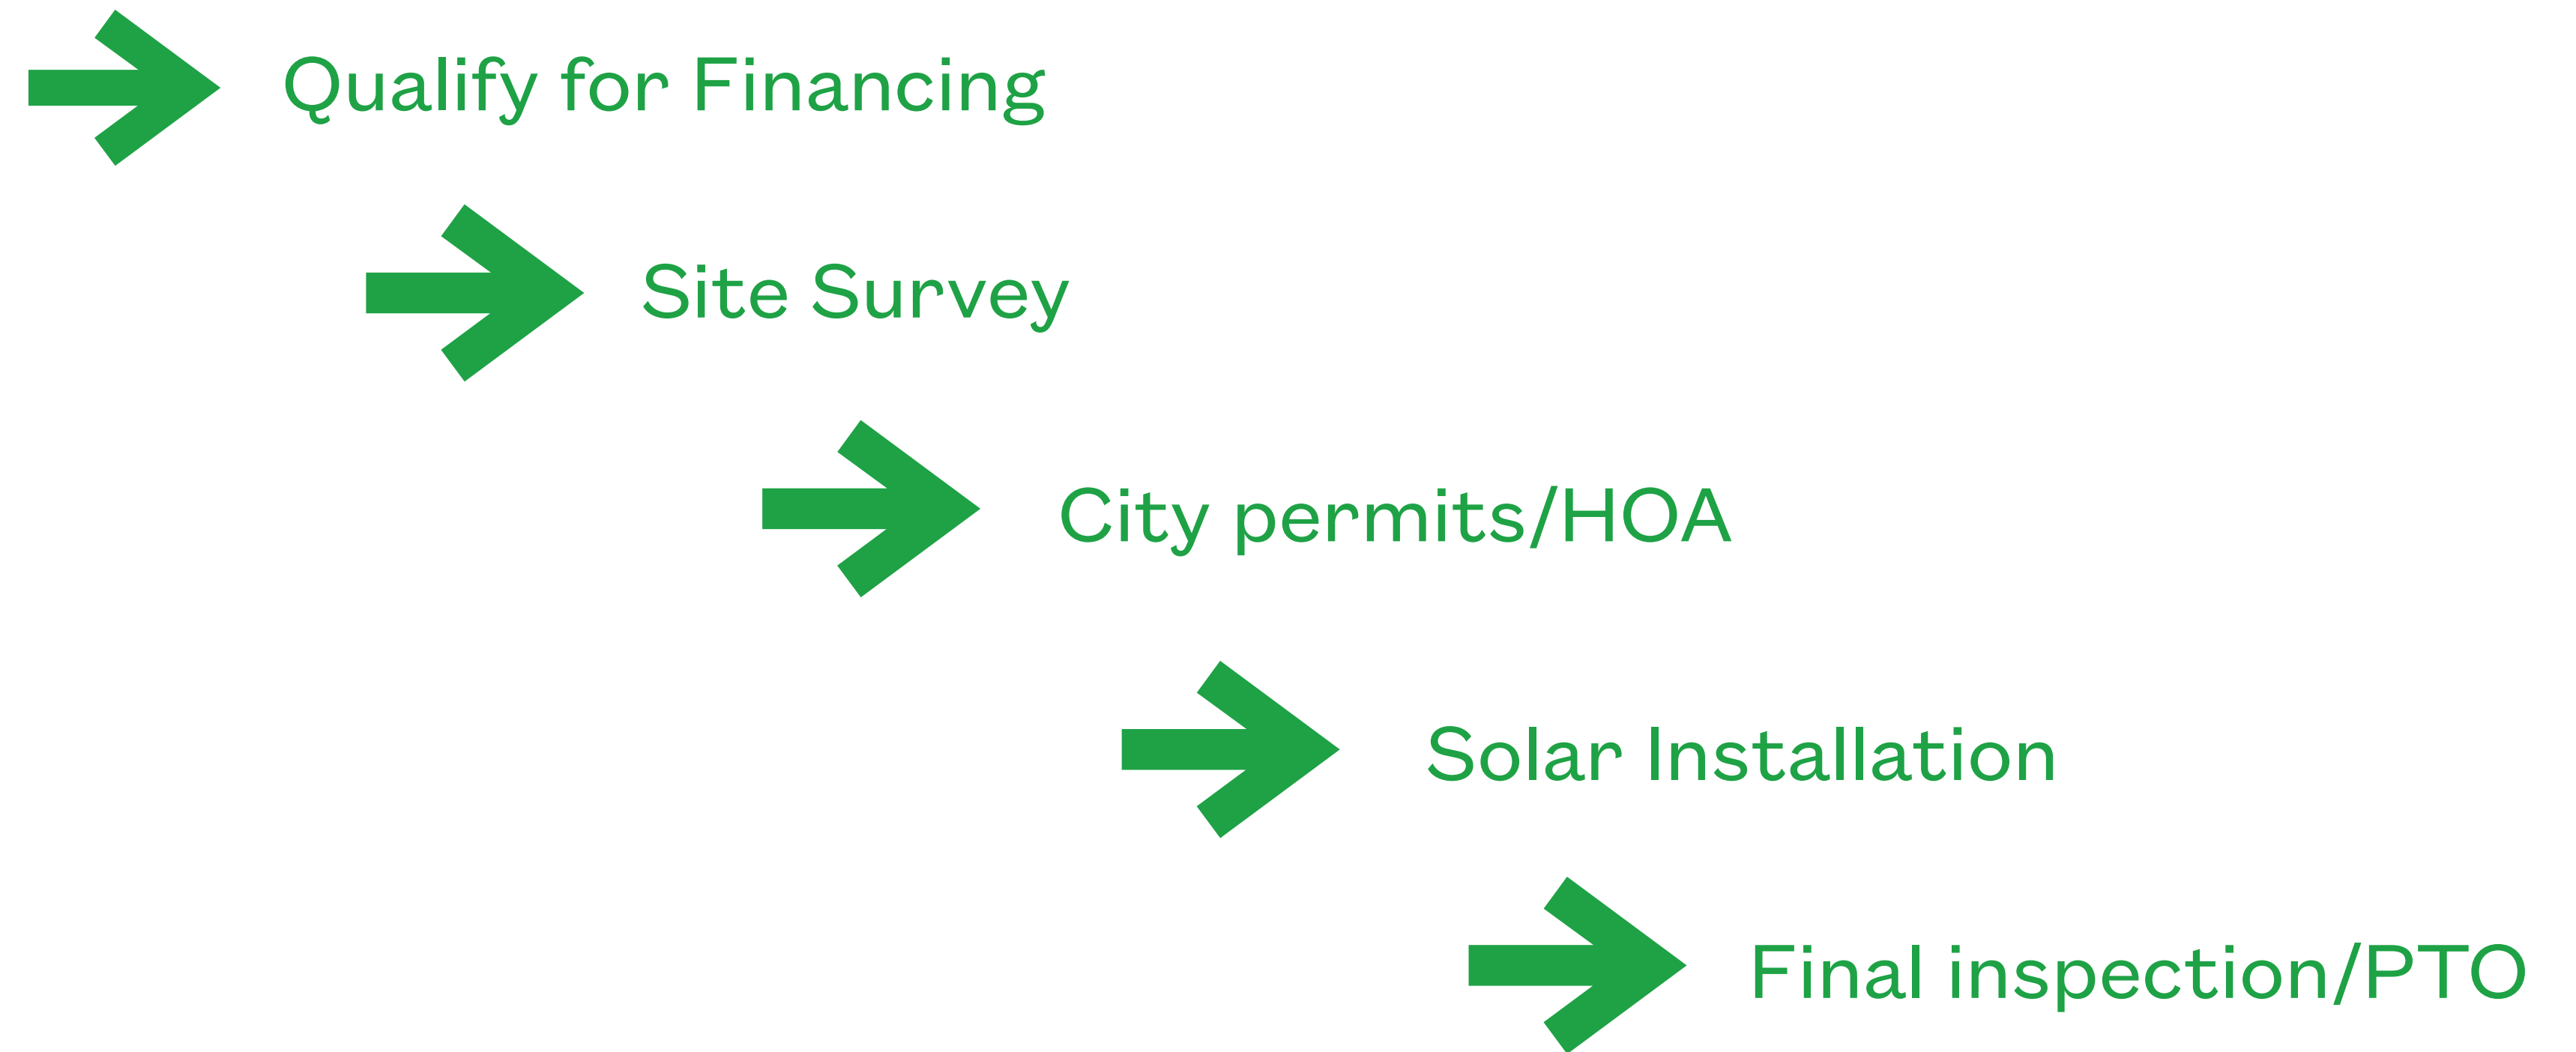 Qualify for Financing
Site Survey
City permits/HOA
Solar Installation
Final inspection/PTO